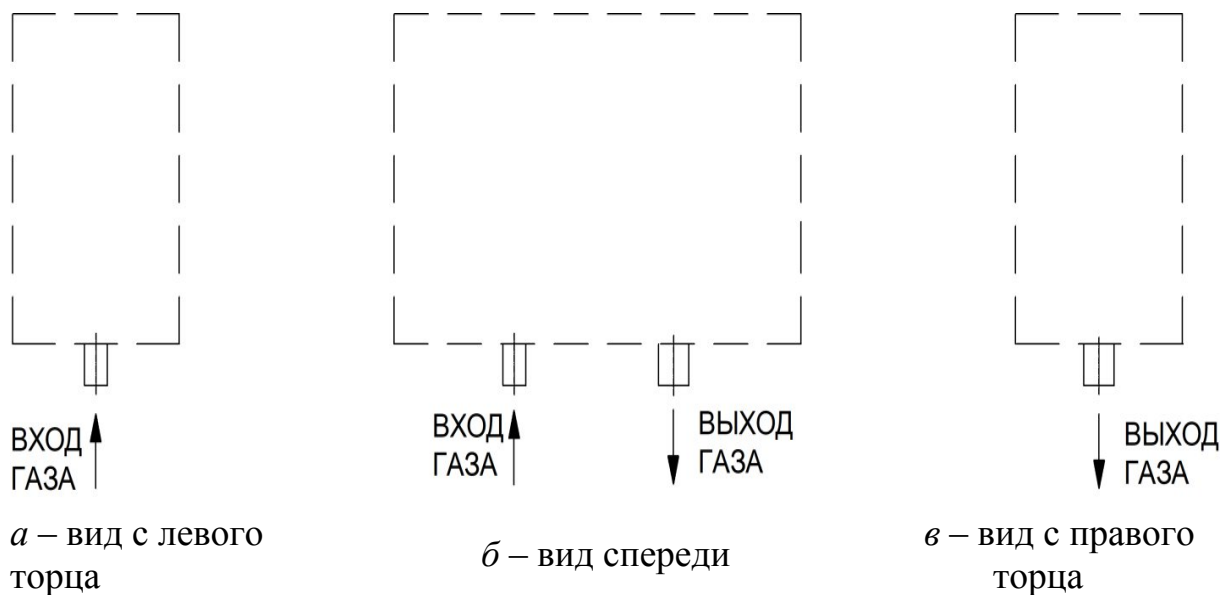 ВХОД
ГАЗА
ВХОД
ГАЗА
ВЫХОД
ГАЗА
ВЫХОД
ГАЗА
а – вид с левого
торца
б – вид спереди
в – вид с правого
торца